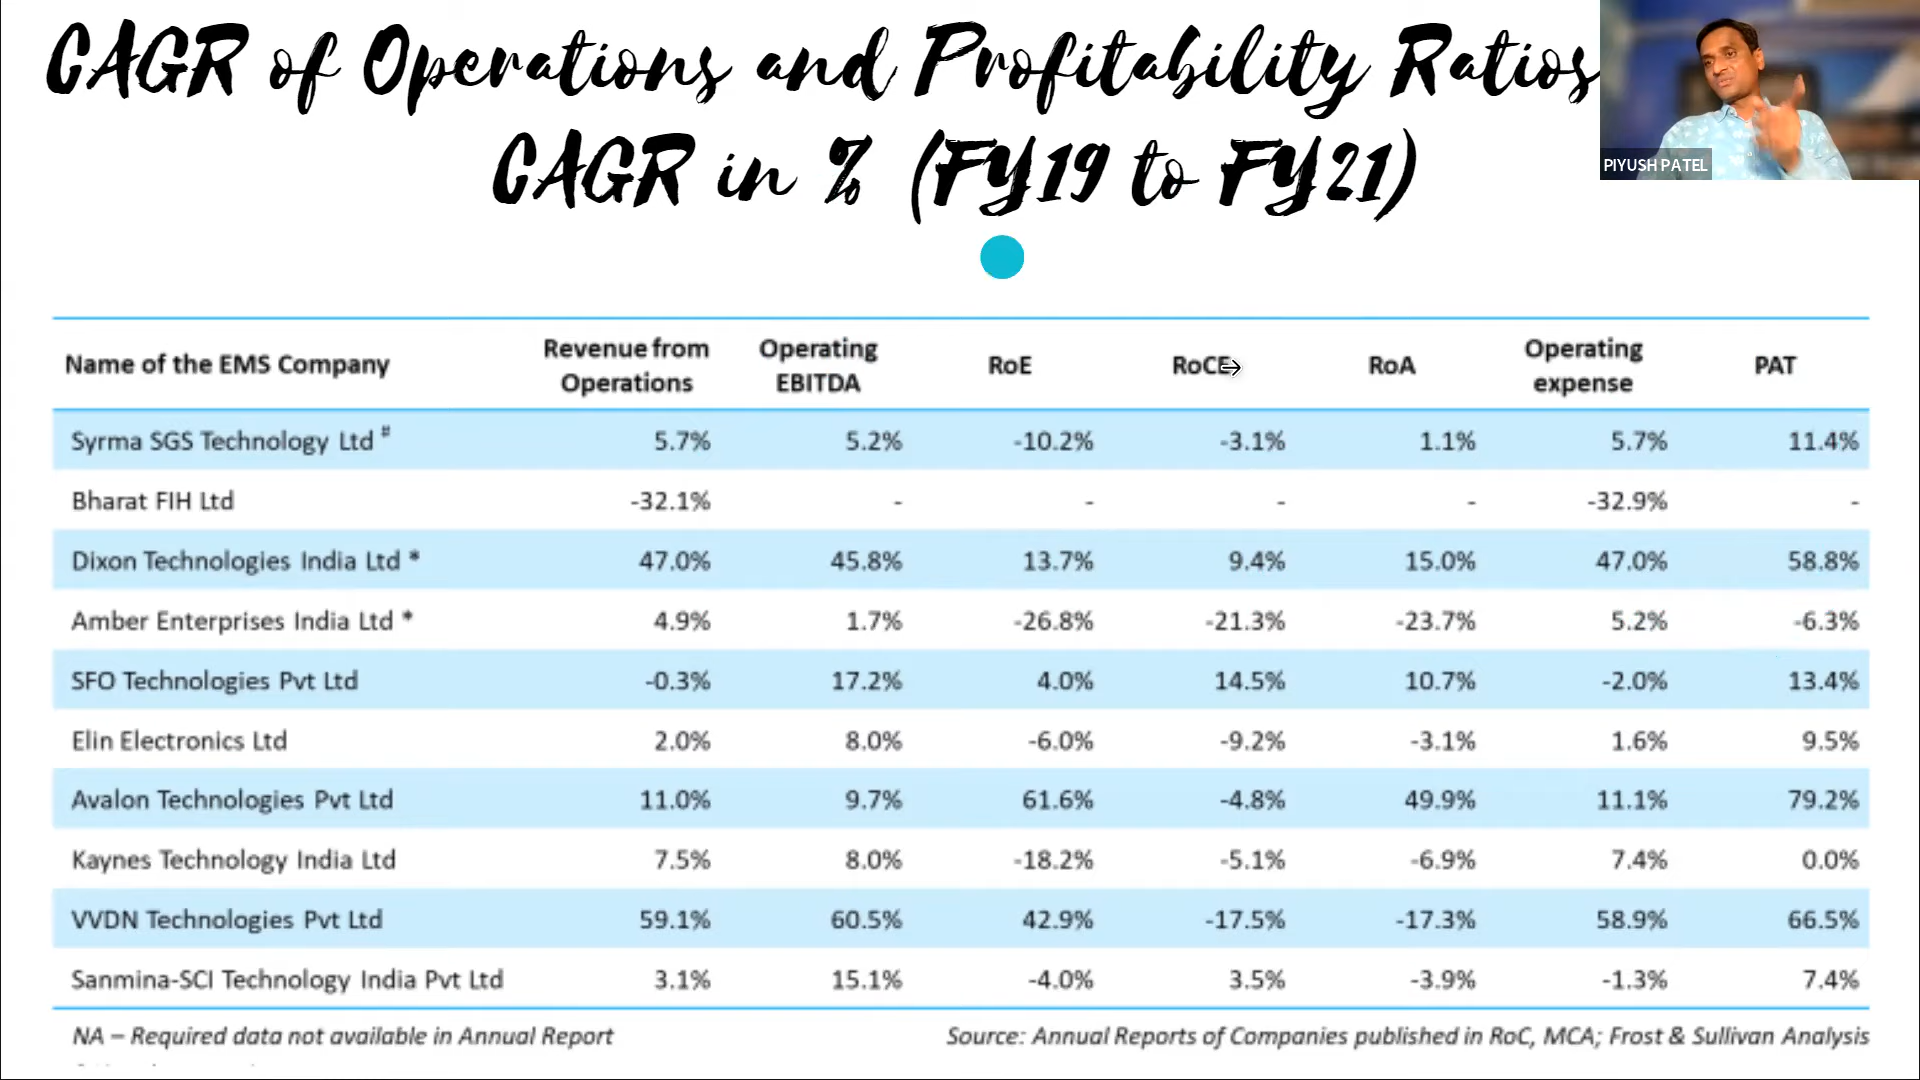 CAGR of Operations and Profitability Ratios
CAGR in % (FY19 to FY21)
PIYUSH PATEL
Name of the EMS Company Revenue from Operations Operating EBITDA RoE RoCE RoA Operating expense PAT
Syrma SGS Technology Ltd # 5.7% 5.2% -10.2% -3.1% 1.1% 5.7% 11.4%
Bharat FIH Ltd -32.1% - - - - -32.9% -
Dixon Technologies India Ltd * 47.0% 45.8% 13.7% 9.4% 15.0% 47.0% 58.8%
Amber Enterprises India Ltd * 4.9% 1.7% -26.8% -21.3% -23.7% 5.2% -6.3%
SFO Technologies Pvt Ltd -0.3% 17.2% 4.0% 14.5% 10.7% -2.0% 13.4%
Elin Electronics Ltd 2.0% 8.0% -6.0% -9.2% -3.1% 1.6% 9.5%
Avalon Technologies Pvt Ltd 11.0% 9.7% 61.6% -4.8% 49.9% 11.1% 79.2%
Kaynes Technology India Ltd 7.5% 8.0% -18.2% -5.1% -6.9% 7.4% 0.0%
VVDN Technologies Pvt Ltd 59.1% 60.5% 42.9% -17.5% -17.3% 58.9% 66.5%
Sanmina-SCI Technology India Pvt Ltd 3.1% 15.1% -4.0% 3.5% -3.9% -1.3% 7.4%
NA – Required data not available in Annual Report
Source: Annual Reports of Companies published in RoC, MCA; Frost & Sullivan Analysis